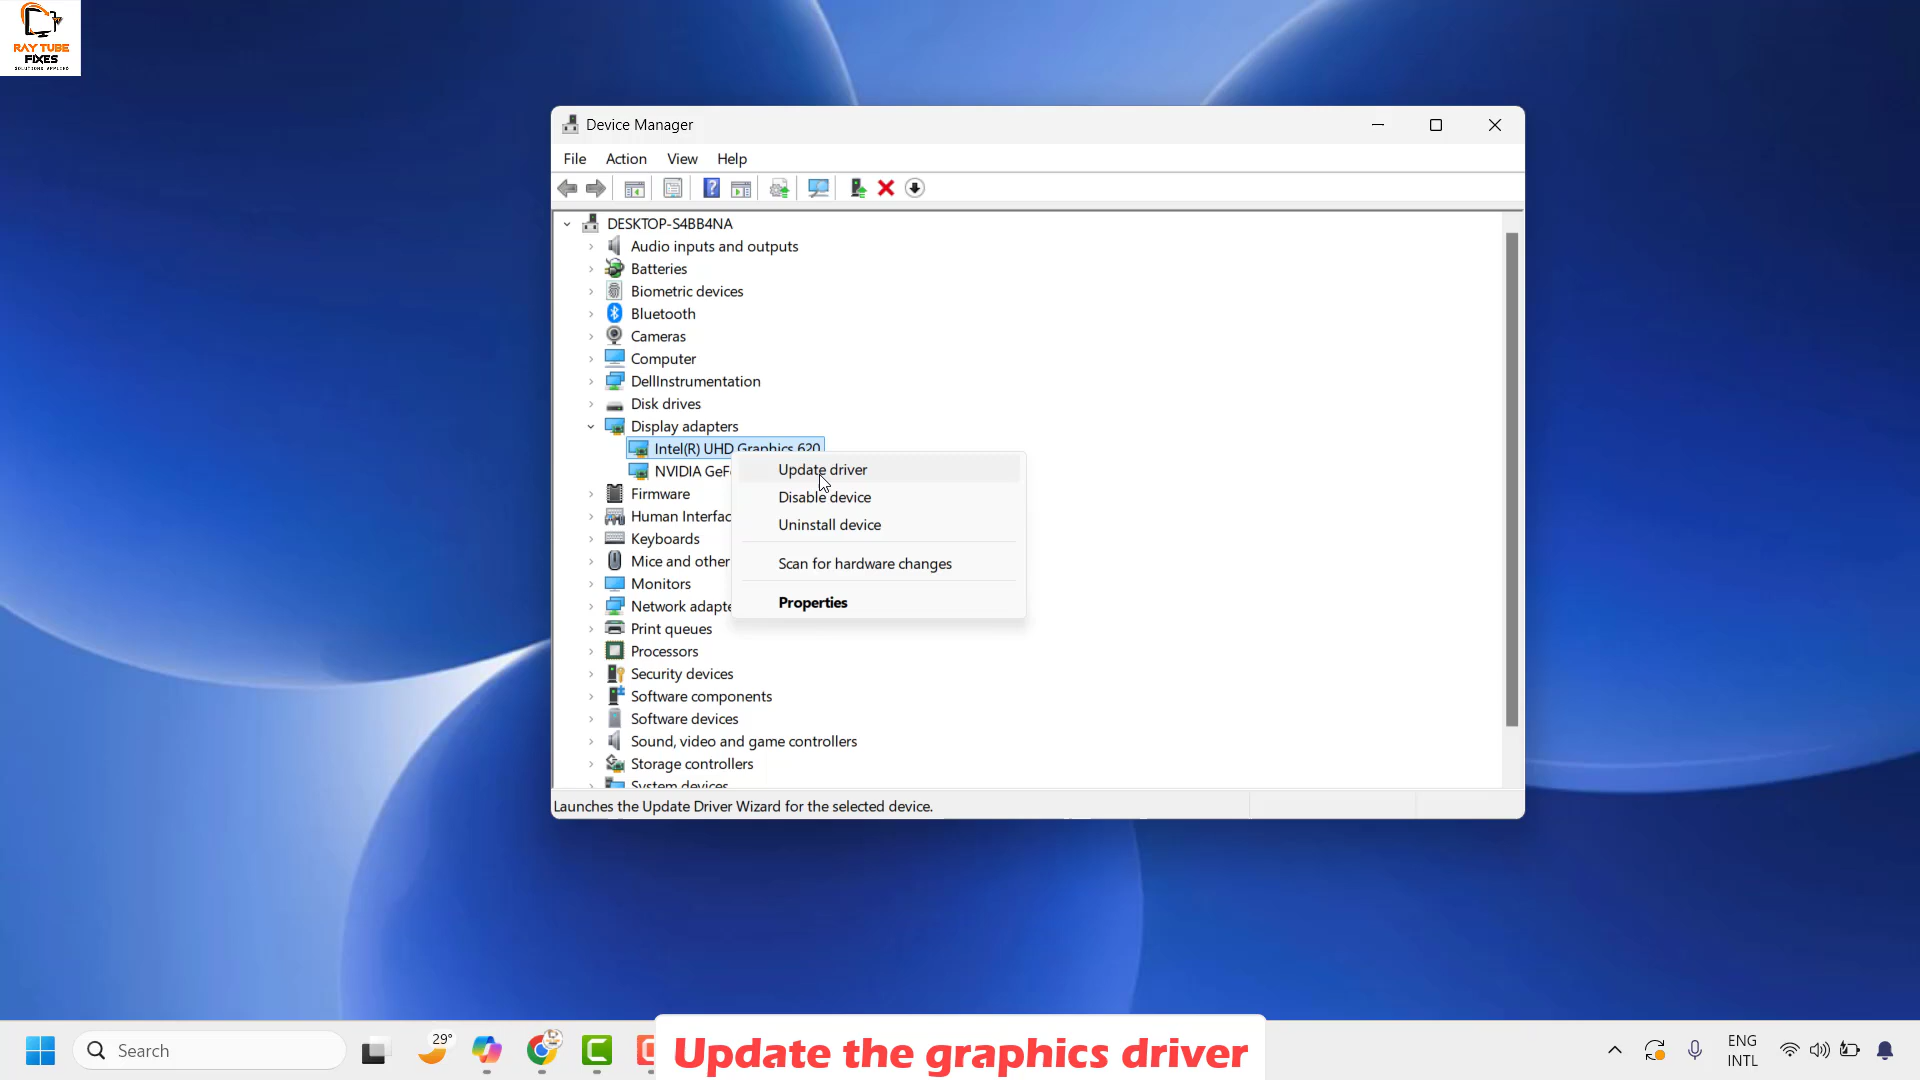 RAY TUBE
FIXES
SOLUTIONS APPLIED
Device Manager
File Action View Help
DESKTOP-S4BB4NA
Audio inputs and outputs
Batteries
Biometric devices
Bluetooth
Cameras
Computer
DellInstrumentation
Disk drives
Display adapters
Intel(R) UHD Graphics 620
NVIDIA GeF
Update driver
Disable device
Uninstall device
Scan for hardware changes
Properties
Firmware
Human Interfac
Keyboards
Mice and other
Monitors
Network adapte
Print queues
Processors
Security devices
Software components
Software devices
Sound, video and game controllers
Storage controllers
System devices
Launches the Update Driver Wizard for the selected device.
Search
29°
Update the graphics driver
ENG
INTL